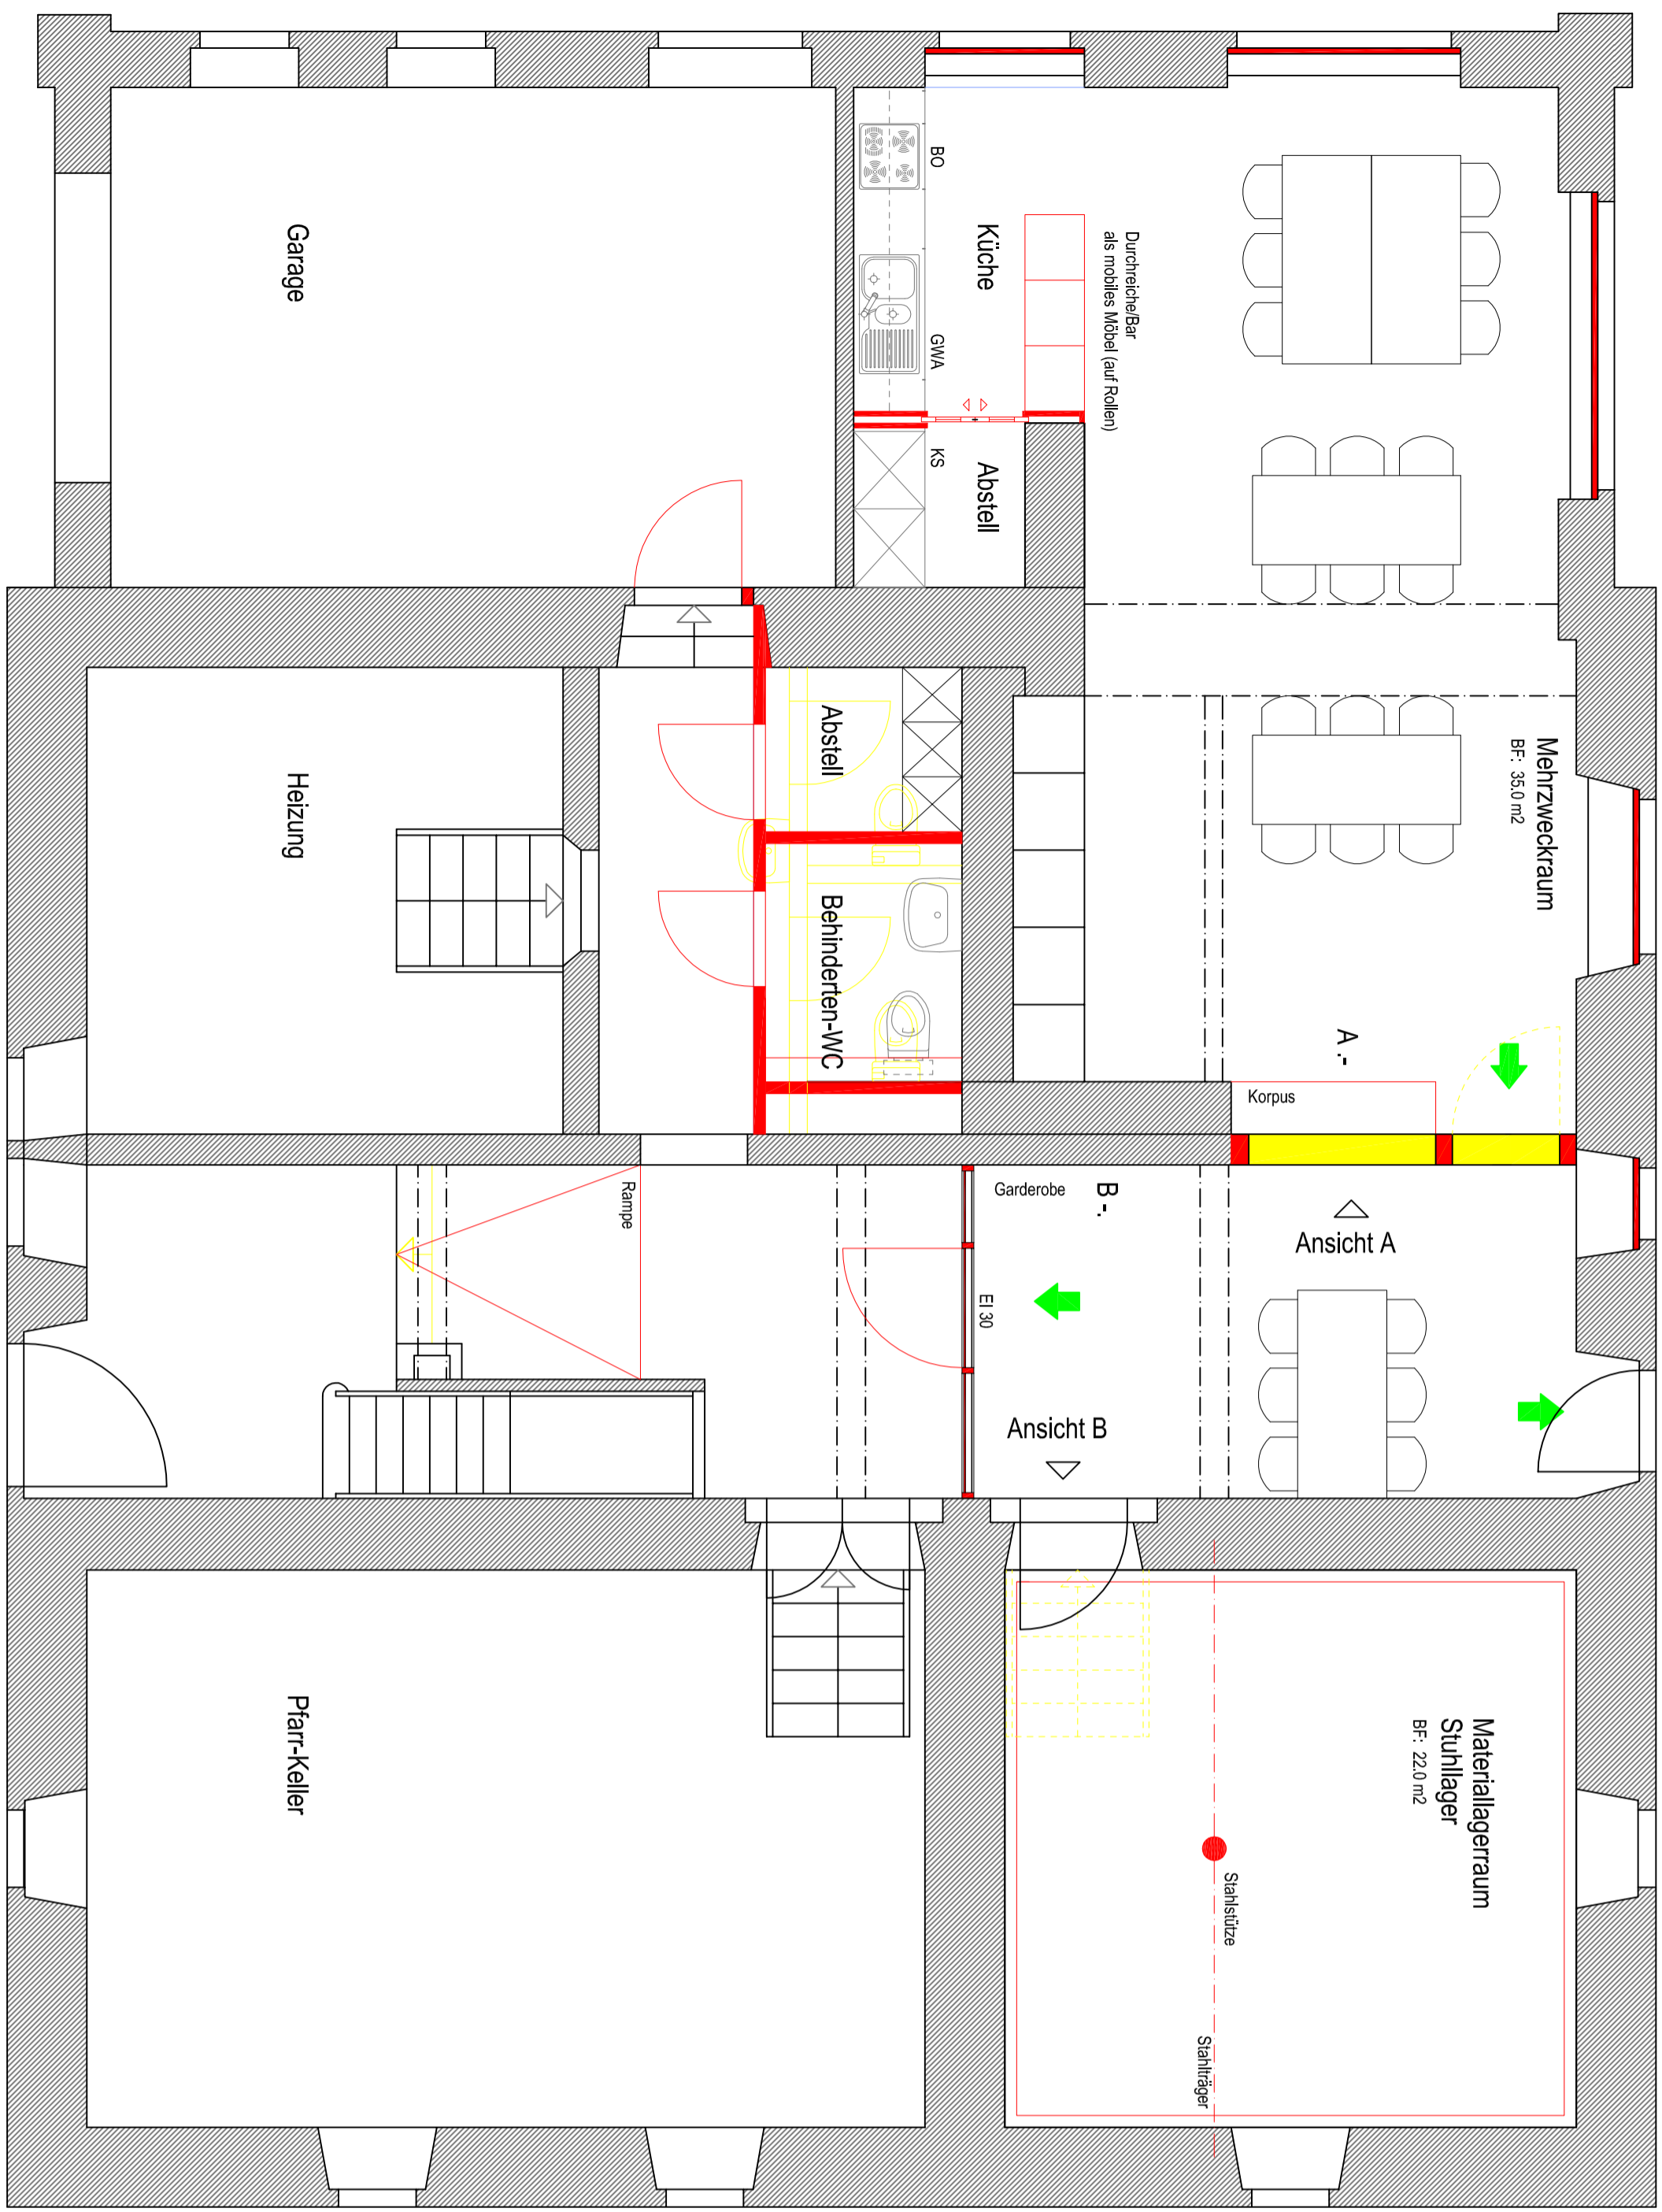 Garage
BO
Küche
GWA
KS
Abstell
Durchreiche/Bar
als mobiles Möbel (auf Rollen)
Mehrzweckraum
BF: 35.0 m2
Heizung
Abstell
Behinderten-WC
A .-
Korpus
Rampe
Garderobe
B -.
EI 30
Ansicht A
Ansicht B
Pfarr-Keller
Materiallagerraum
Stuhllager
BF: 22.0 m2
Stahlstütze
Stahlträger